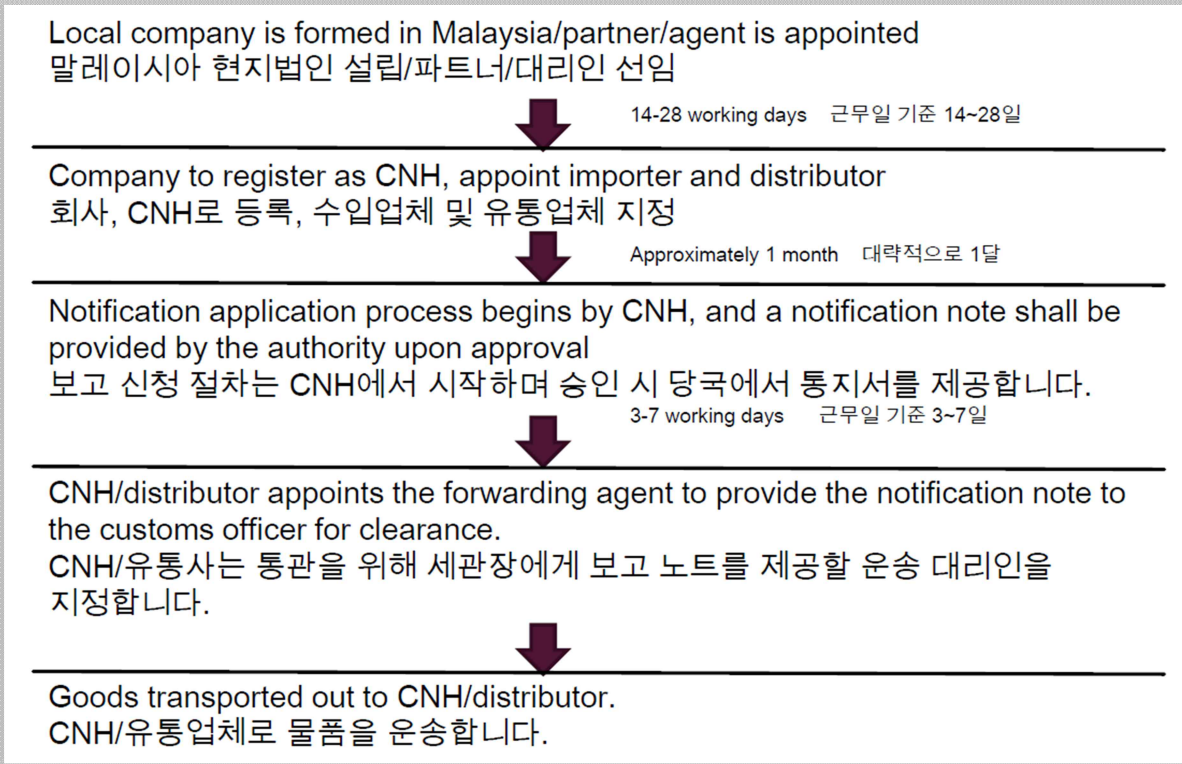 Local company is formed in Malaysia/partner/agent is appointed
말레이시아 현지법인 설립/파트너/대리인 선임
14-28 working days 근무일 기준 14~28일
Company to register as CNH, appoint importer and distributor
회사, CNH로 등록, 수입업체 및 유통업체 지정
Approximately 1 month 대략적으로 1달
Notification application process begins by CNH, and a notification note shall be
provided by the authority upon approval
보고 신청 절차는 CNH에서 시작하며 승인 시 당국에서 통지서를 제공합니다.
3-7 working days 근무일 기준 3~7일
CNH/distributor appoints the forwarding agent to provide the notification note to
the customs officer for clearance.
CNH/유통사는 통관을 위해 세관장에게 보고 노트를 제공할 운송 대리인을
지정합니다.
Goods transported out to CNH/distributor.
CNH/유통업체로 물품을 운송합니다.